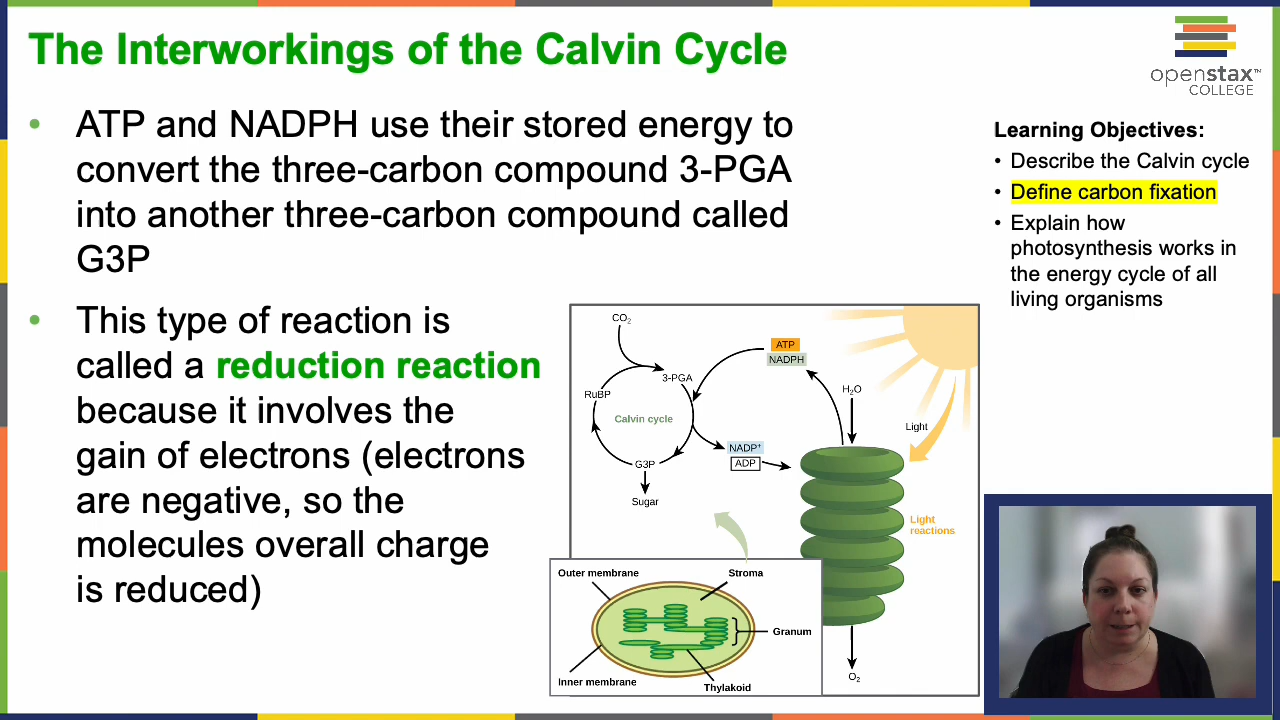 The Interworkings of the Calvin Cycle
openstax™
COLLEGE
• ATP and NADPH use their stored energy to
convert the three-carbon compound 3-PGA
into another three-carbon compound called
G3P
• This type of reaction is
called a reduction reaction
because it involves the
gain of electrons (electrons
are negative, so the
molecules overall charge
is reduced)
Learning Objectives:
• Describe the Calvin cycle
• Define carbon fixation
• Explain how
photosynthesis works in
the energy cycle of all
living organisms
CO₂
ATP
NADPH
3-PGA
RuBP
H₂O
Calvin cycle
Light
NADP⁺
ADP
G3P
Sugar
Light
reactions
Outer membrane
Stroma
Granum
Inner membrane
Thylakoid
O₂